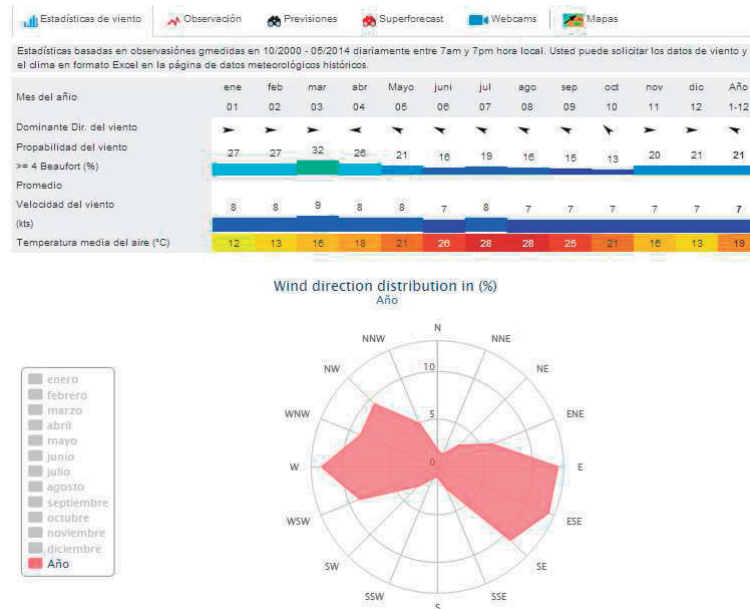 Estadísticas de viento Observación Previsiones Superforecast Webcams Mapas
Estadísticas basadas en observasiónes gmedidas en 10/2000 - 05/2014 diariamente entre 7am y 7pm hora local. Usted puede solicitar los datos de viento y
el clima en formato Excel en la página de datos meteorológicos históricos.
Mes del añio ene feb mar abr Mayo juni jul ago sep oct nov dic Año
01 02 03 04 05 06 07 08 09 10 11 12 1-12
Dominante Dir. del viento
Propabilidad del viento
>= 4 Beaufort (%) 27 27 32 26 21 16 19 16 15 13 20 21 21
Promedio
Velocidad del viento
(kts) 8 8 9 8 8 7 8 7 7 7 7 7 7
Temperatura media del aire (°C) 12 13 16 18 21 26 28 28 25 21 16 13 19
Wind direction distribution in (%)
Año
N
NNW NNE
NW NE
10
WNW ENE
5
W 0 E
WSW ESE
SW SE
SSW SSE
S
enero
febrero
marzo
abril
mayo
junio
julio
agosto
septiembre
octubre
noviembre
diciembre
Año